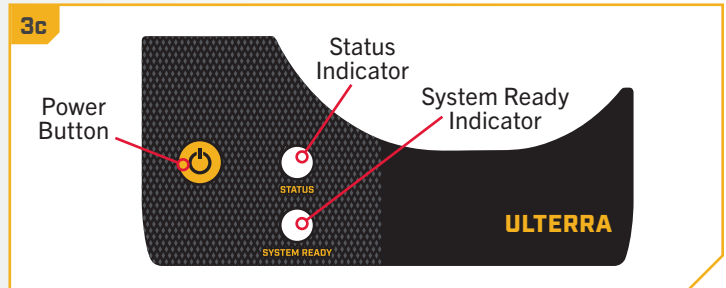 3c
Status
Indicator
System Ready
Indicator
Power
Button
STATUS
SYSTEM READY
ULTERRA